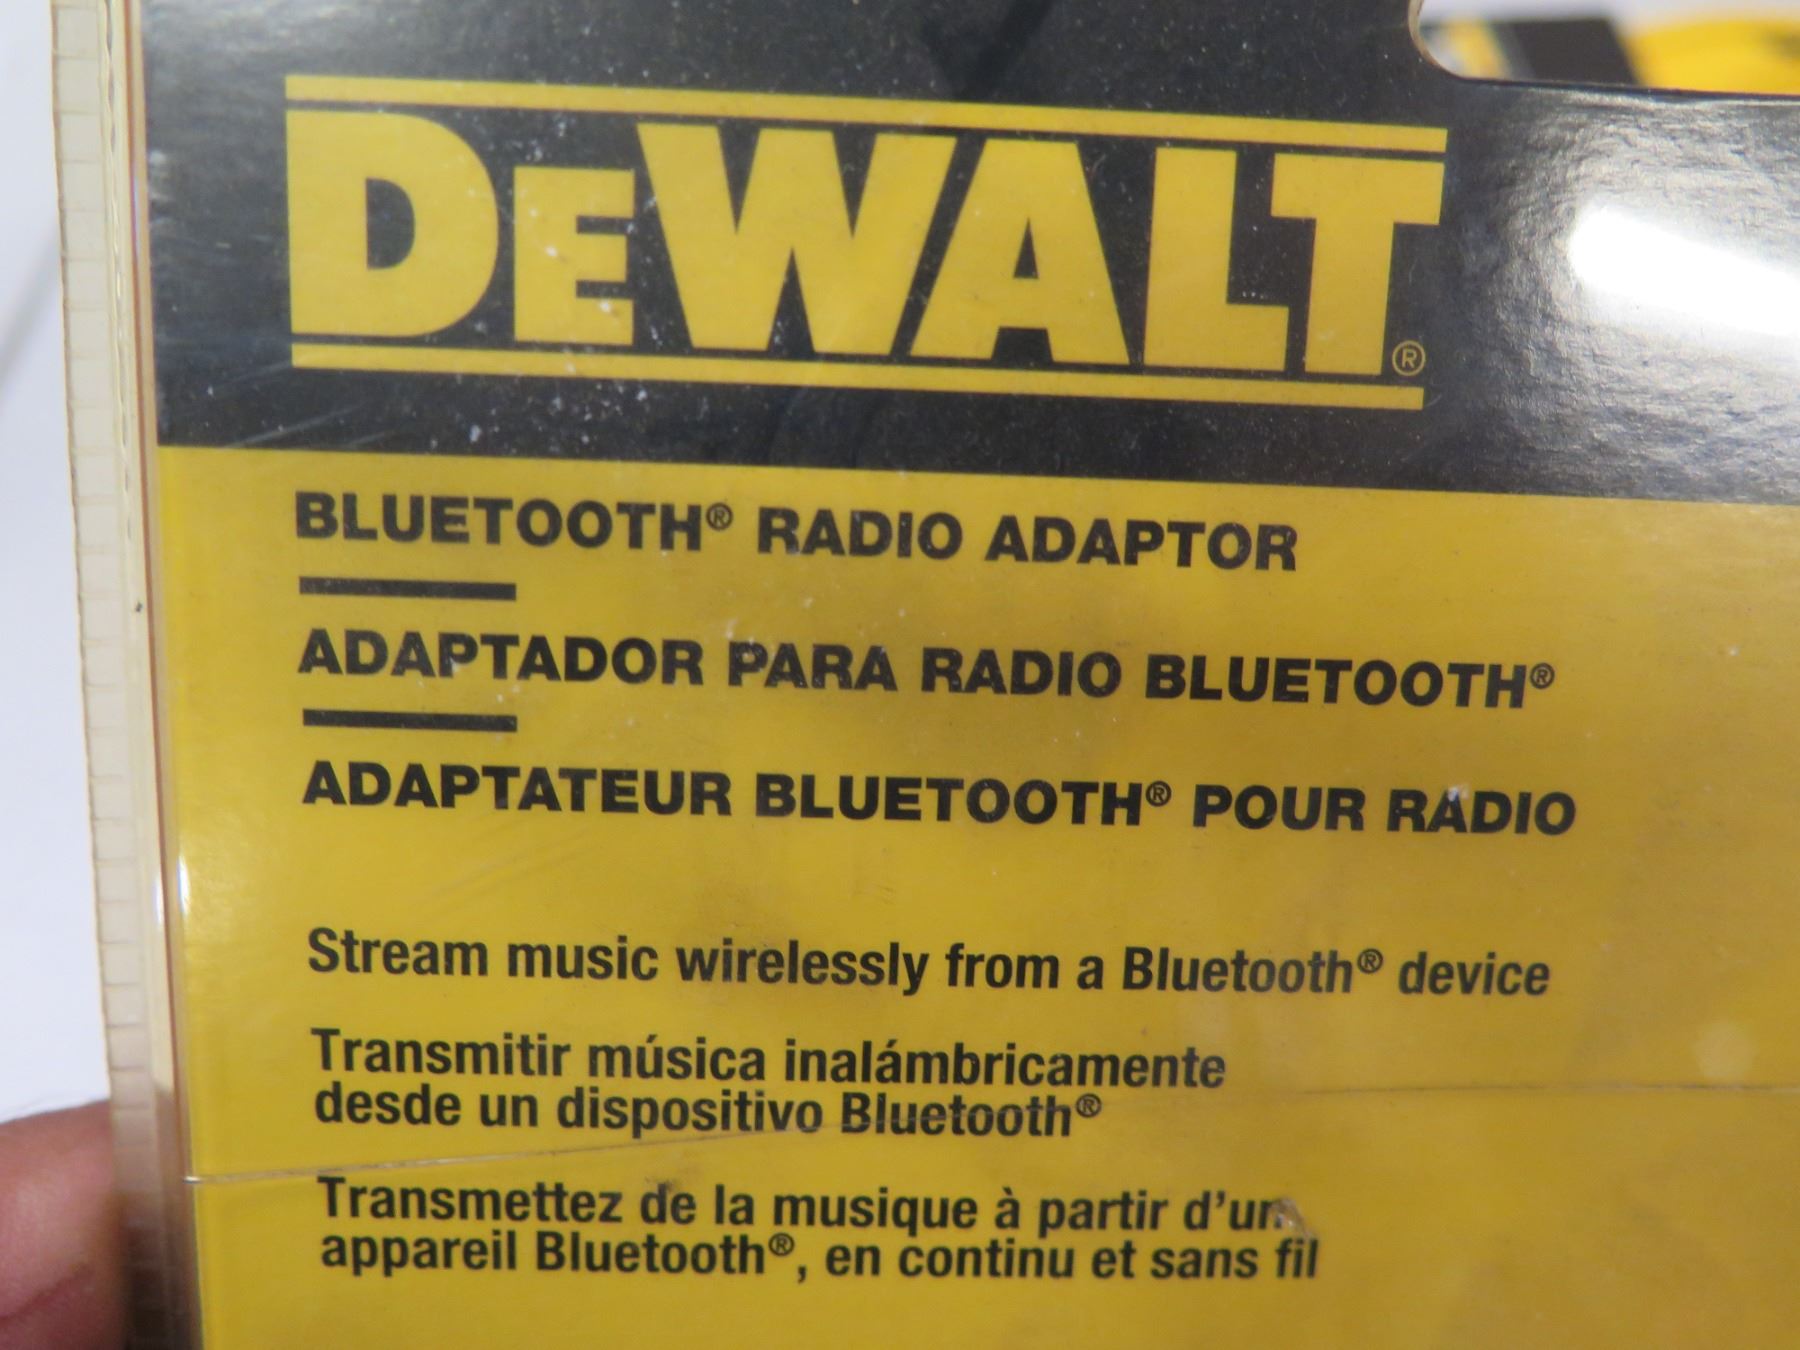 DEWALT®
BLUETOOTH® RADIO ADAPTOR
ADAPTADOR PARA RADIO BLUETOOTH®
ADAPTATEUR BLUETOOTH® POUR RADIO
Stream music wirelessly from a Bluetooth® device
Transmitir música inalámbricamente
desde un dispositivo Bluetooth®
Transmettez de la musique à partir d'un
appareil Bluetooth®, en continu et sans fil